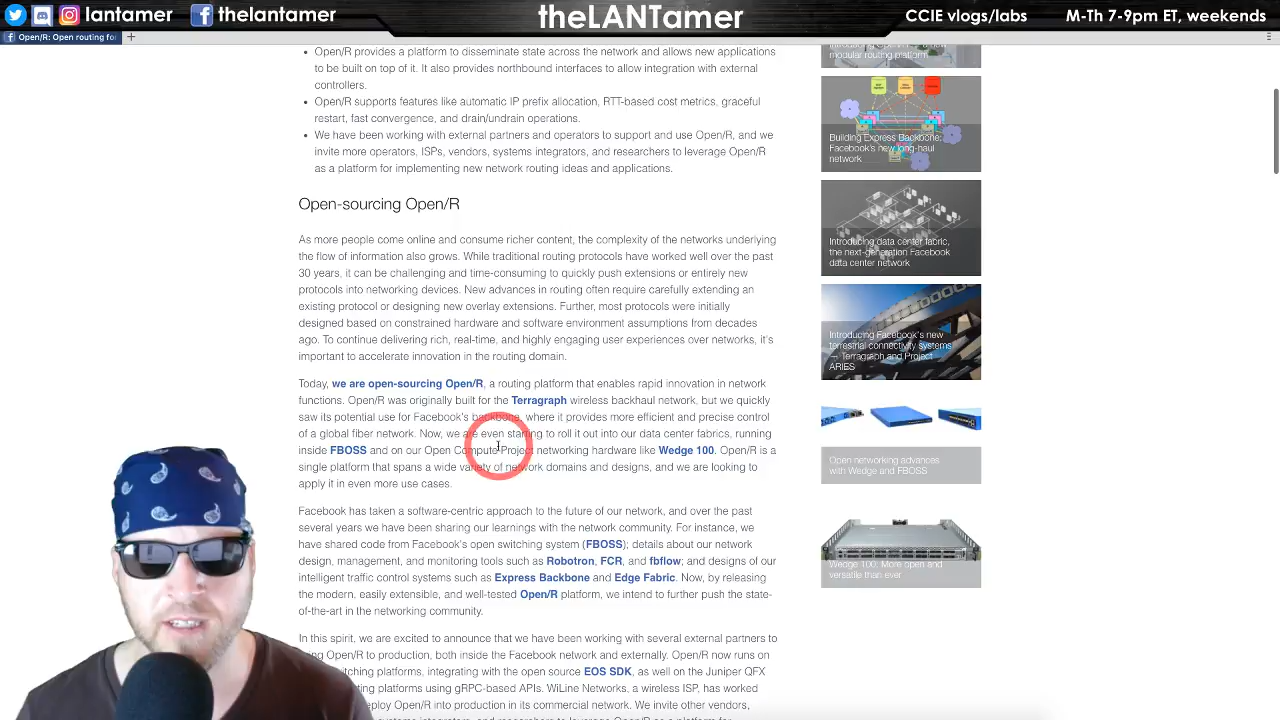 lantamer
thelantamer
theLANTamer
CCIE vlogs/labs
M-Th 7-9pm ET, weekends
Open/R: Open routing for
Open/R provides a platform to disseminate state across the network and allows new applications
to be built on top of it. It also provides northbound interfaces to allow integration with external
controllers.
Open/R supports features like automatic IP prefix allocation, RTT-based cost metrics, graceful
restart, fast convergence, and drain/undrain operations.
We have been working with external partners and operators to support and use Open/R, and we
invite more operators, ISPs, vendors, systems integrators, and researchers to leverage Open/R
as a platform for implementing new network routing ideas and applications.
Open-sourcing Open/R
As more people come online and consume richer content, the complexity of the networks underlying
the flow of information also grows. While traditional routing protocols have worked well over the past
30 years, it can be challenging and time-consuming to quickly push extensions or entirely new
protocols into networking devices. New advances in routing often require carefully extending an
existing protocol or designing new overlay extensions. Further, most protocols were initially
designed based on constrained hardware and software environment assumptions from decades
ago. To continue delivering rich, real-time, and highly engaging user experiences over networks, it's
important to accelerate innovation in the routing domain.
Today, we are open-sourcing Open/R, a routing platform that enables rapid innovation in network
functions. Open/R was originally built for the Terragraph wireless backhaul network, but we quickly
saw its potential use for Facebook's backbone, where it provides more efficient and precise control
of a global fiber network. Now, we are even starting to roll it out into our data center fabrics, running
inside FBOSS and on our Open Compute Project networking hardware like Wedge 100. Open/R is a
single platform that spans a wide variety of network domains and designs, and we are looking to
apply it in even more use cases.
Facebook has taken a software-centric approach to the future of our network, and over the past
several years we have been sharing our learnings with the network community. For instance, we
have shared code from Facebook's open switching system (FBOSS); details about our network
design, management, and monitoring tools such as Robotron, FCR, and fbflow; and designs of our
intelligent traffic control systems such as Express Backbone and Edge Fabric. Now, by releasing
the modern, easily extensible, and well-tested Open/R platform, we intend to further push the state-
of-the-art in the networking community.
In this spirit, we are excited to announce that we have been working with several external partners to
Open/R to production, both inside the Facebook network and externally. Open/R now runs on
platforms, integrating with the open source EOS SDK, as well on the Juniper QFX
platforms using gRPC-based APIs. WiLine Networks, a wireless ISP, has worked
Open/R into production in its commercial network. We invite other vendors,
modular routing platform
Building Express Backbone:
Facebook's new long-haul
network
Introducing data center fabric,
the next-generation Facebook
data center network
Introducing Facebook's new
terrestrial connectivity systems
— Terragraph and Project
ARIES
Open networking advances
with Wedge and FBOSS
Wedge 100: More open and
versatile than ever